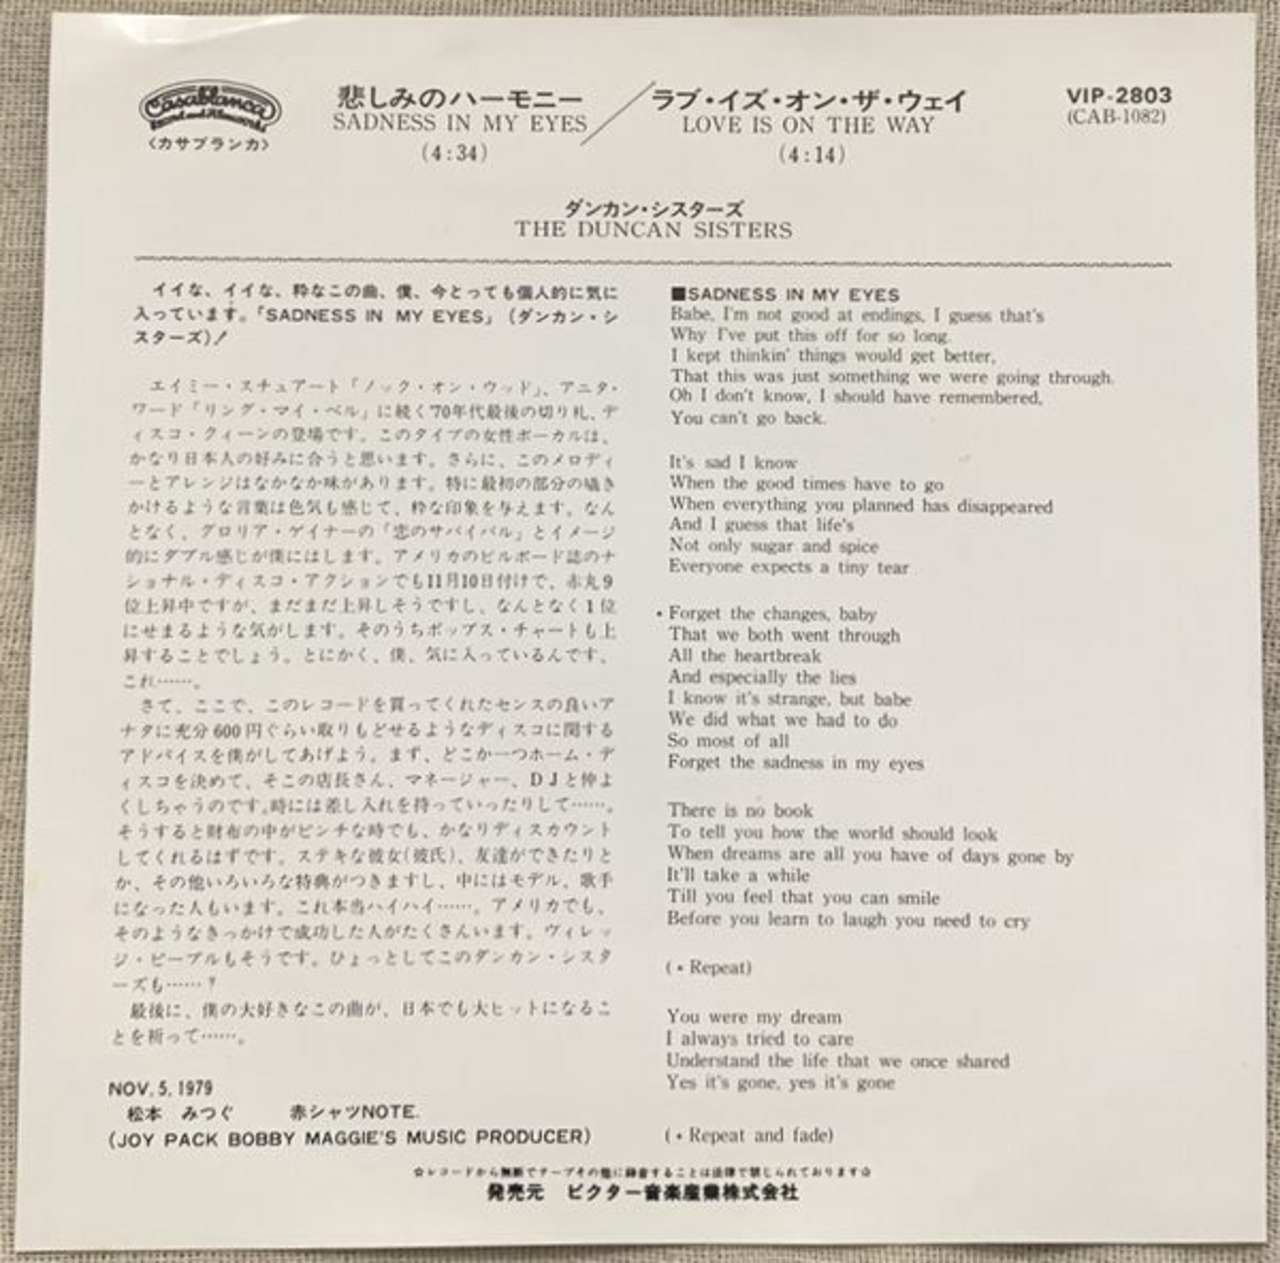 Casablanca
Record and Filmworks
〈カサブランカ〉
悲しみのハーモニー／ラブ・イズ・オン・ザ・ウェイ
SADNESS IN MY EYES
LOVE IS ON THE WAY
(4:34)
(4:14)
VIP-2803
(CAB-1082)
ダンカン・シスターズ
THE DUNCAN SISTERS
イイな、イイな、粋なこの曲、僕、今とっても個人的に気に
入っています。「SADNESS IN MY EYES」(ダンカン・シ
スターズ)!
エイミー・スチュアート「ノック・オン・ウッド」、アニタ・
ワード「リング・マイ・ベル」に続く'70年代最後の切り札、デ
ィスコ・クィーンの登場です。このタイプの女性ボーカルは、
かなり日本人の好みに合うと思います。さらに、このメロディ
ーとアレンジはなかなか味があります。特に最初の部分の囁き
かけるような言葉は色気も感じて、粋な印象を与えます。なん
となく、グロリア・ゲイナーの「恋のサバイバル」とイメージ
的にダブル感じが僕にはします。アメリカのビルボード誌のナ
ショナル・ディスコ・アクションでも11月10日付けで、赤丸9
位上昇中ですが、まだまだ上昇しそうですし、なんとなく1位
にせまるような気がします。そのうちポップス・チャートも上
昇することでしょう。とにかく、僕、気に入っているんです、
これ……。
さて、ここで、このレコードを買ってくれたセンスの良いア
ナタに充分600円ぐらい取りもどせるようなディスコに関する
アドバイスを僕がしてあげよう。まず、どこか一つホーム・デ
ィスコを決めて、そこの店長さん、マネージャー、DJと仲よ
くしちゃうのです。時には差し入れを持っていったりして……。
そうすると財布の中がピンチな時でも、かなりディスカウント
してくれるはずです。ステキな彼女(彼氏)、友達ができたりと
か、その他いろいろな特典がつきますし、中にはモデル、歌手
になった人もいます。これ本当ハイハイ……。アメリカでも、
そのようなきっかけで成功した人がたくさんいます。ヴィレッ
ジ・ピープルもそうです。ひょっとしてこのダンカン・シスタ
ーズも……？
最後に、僕の大好きなこの曲が、日本でも大ヒットになるこ
とを祈って……。
NOV. 5, 1979
松本 みつぐ 赤シャツNOTE.
(JOY PACK BOBBY MAGGIE'S MUSIC PRODUCER)
■SADNESS IN MY EYES
Babe, I'm not good at endings, I guess that's
Why I've put this off for so long.
I kept thinkin' things would get better,
That this was just something we were going through.
Oh I don't know, I should have remembered,
You can't go back.
It's sad I know
When the good times have to go
When everything you planned has disappeared
And I guess that life's
Not only sugar and spice
Everyone expects a tiny tear
• Forget the changes, baby
That we both went through
All the heartbreak
And especially the lies
I know it's strange, but babe
We did what we had to do
So most of all
Forget the sadness in my eyes
There is no book
To tell you how the world should look
When dreams are all you have of days gone by
It'll take a while
Till you feel that you can smile
Before you learn to laugh you need to cry
(• Repeat)
You were my dream
I always tried to care
Understand the life that we once shared
Yes it's gone, yes it's gone
(• Repeat and fade)
☆レコードから無断でテープその他に録音することは法律で禁じられております☆
発売元 ビクター音楽産業株式会社